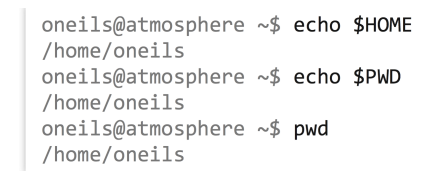 oneils@atmosphere ~$ echo $HOME
/home/oneils
oneils@atmosphere ~$ echo $PWD
/home/oneils
oneils@atmosphere ~$ pwd
/home/oneils